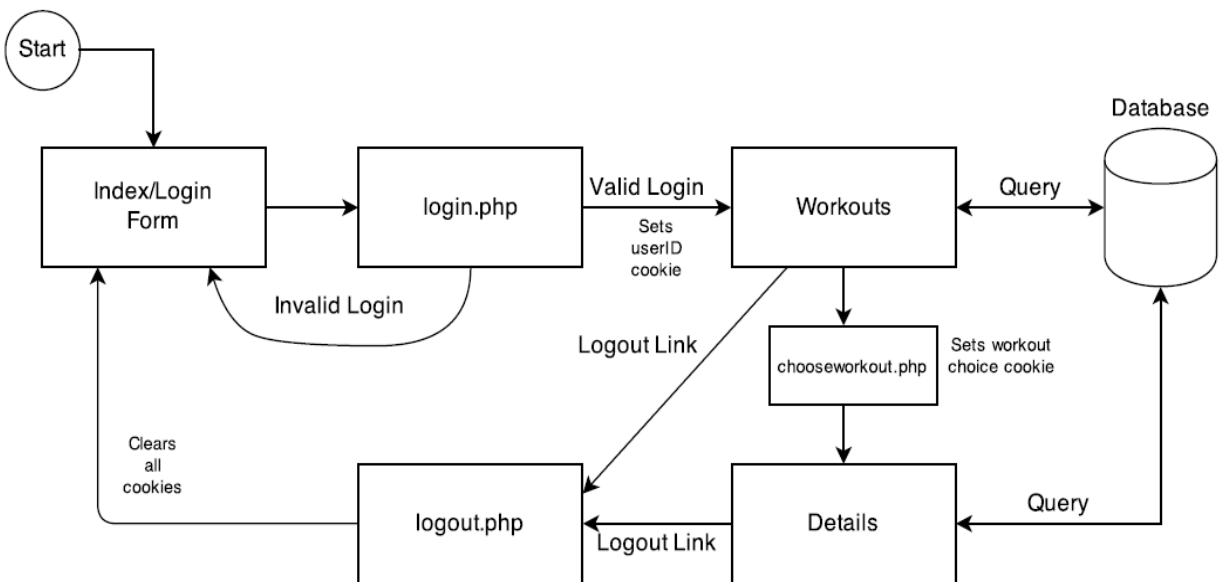 Start
Database
Index/Login
Form
login.php
Valid Login
Sets
userID
cookie
Workouts
Query
Invalid Login
Logout Link
chooseworkout.php
Sets workout
choice cookie
Clears
all
cookies
logout.php
Logout Link
Details
Query